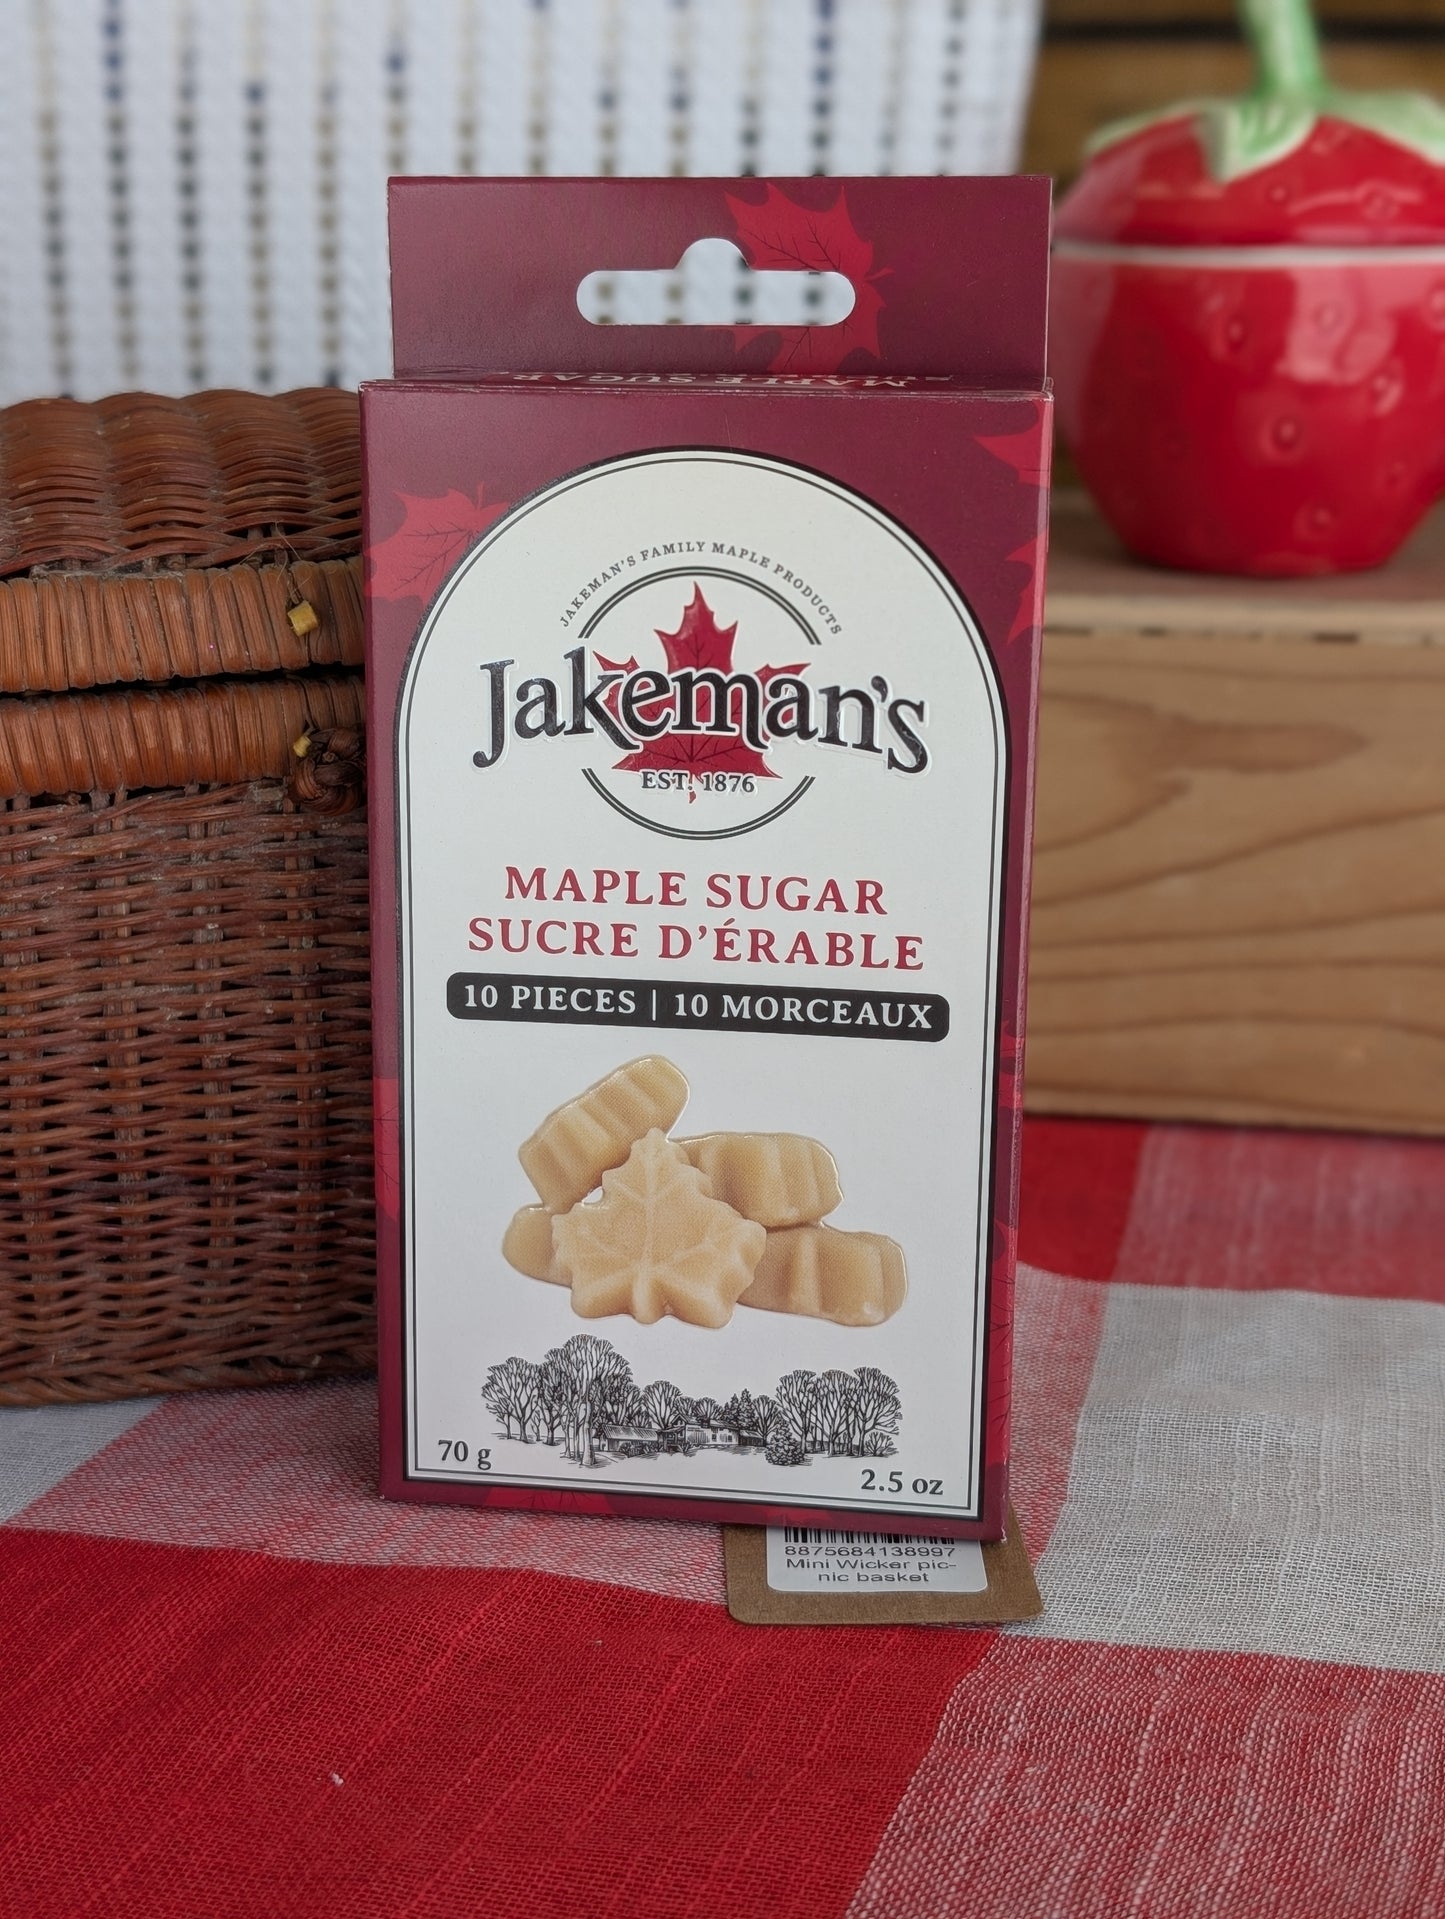 MAPLE SUGAR
JAKEMAN'S FAMILY MAPLE PRODUCTS
Jakeman's
EST. 1876
MAPLE SUGAR
SUCRE D'ÉRABLE
10 PIECES | 10 MORCEAUX
70 g
2.5 oz
8875684138997
Mini Wicker pic-
nic basket